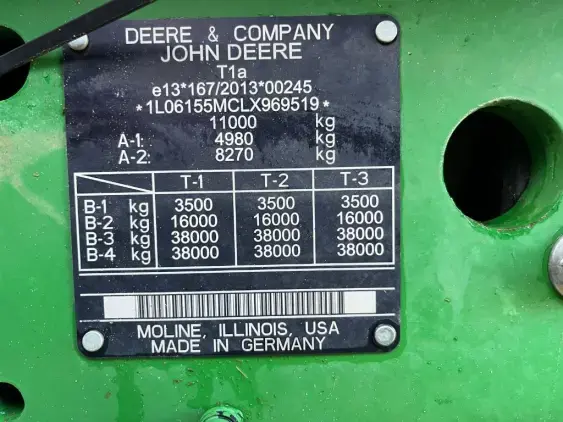 DEERE & COMPANY
JOHN DEERE
T1a
e13*167/2013*00245
*1L06155MCLX969519*
11000 kg
A-1: 4980 kg
A-2: 8270 kg
T-1 T-2 T-3
B-1 kg 3500 3500 3500
B-2 kg 16000 16000 16000
B-3 kg 38000 38000 38000
B-4 kg 38000 38000 38000
MOLINE, ILLINOIS, USA
MADE IN GERMANY